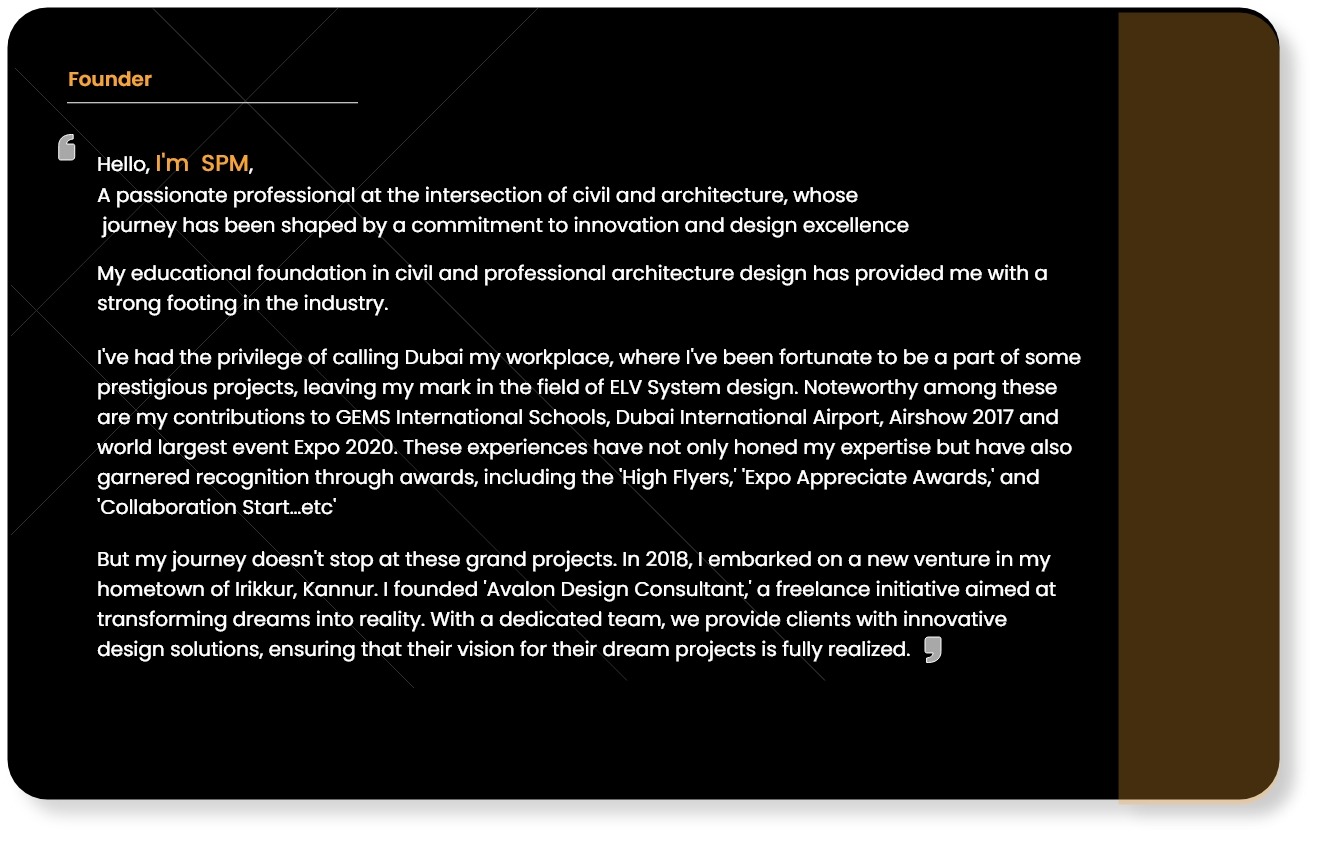 Founder
Hello, I'm SPM,
A passionate professional at the intersection of civil and architecture, whose
journey has been shaped by a commitment to innovation and design excellence
My educational foundation in civil and professional architecture design has provided me with a
strong footing in the industry.
I've had the privilege of calling Dubai my workplace, where I've been fortunate to be a part of some
prestigious projects, leaving my mark in the field of ELV System design. Noteworthy among these
are my contributions to GEMS International Schools, Dubai International Airport, Airshow 2017 and
world largest event Expo 2020. These experiences have not only honed my expertise but have also
garnered recognition through awards, including the 'High Flyers,' 'Expo Appreciate Awards,' and
'Collaboration Start...etc'
But my journey doesn't stop at these grand projects. In 2018, I embarked on a new venture in my
hometown of Irikkur, Kannur. I founded 'Avalon Design Consultant,' a freelance initiative aimed at
transforming dreams into reality. With a dedicated team, we provide clients with innovative
design solutions, ensuring that their vision for their dream projects is fully realized.